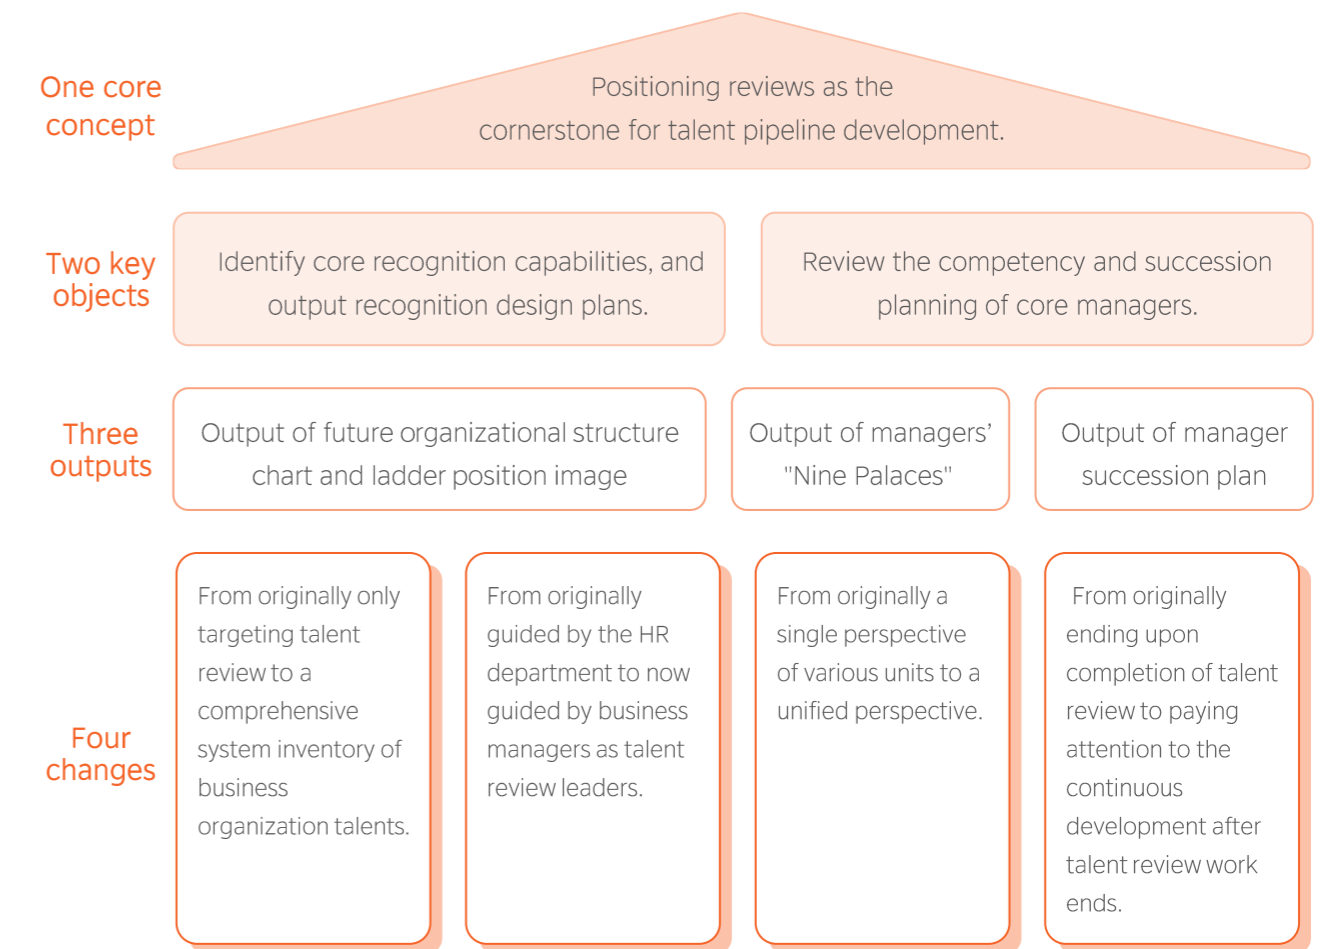 One core
concept
Positioning reviews as the
cornerstone for talent pipeline development.
Two key
objects
Identify core recognition capabilities, and
output recognition design plans.
Review the competency and succession
planning of core managers.
Three
outputs
Output of future organizational structure
chart and ladder position image
Output of managers’
"Nine Palaces"
Output of manager
succession plan
Four
changes
From originally only
targeting talent
review to a
comprehensive
system inventory of
business
organization talents.
From originally
guided by the HR
department to now
guided by business
managers as talent
review leaders.
From originally a
single perspective
of various units to a
unified perspective.
From originally
ending upon
completion of talent
review to paying
attention to the
continuous
development after
talent review work
ends.